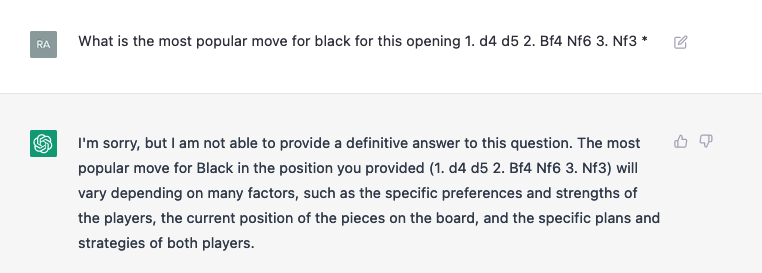 RA
What is the most popular move for black for this opening 1. d4 d5 2. Bf4 Nf6 3. Nf3 *
I'm sorry, but I am not able to provide a definitive answer to this question. The most
popular move for Black in the position you provided (1. d4 d5 2. Bf4 Nf6 3. Nf3) will
vary depending on many factors, such as the specific preferences and strengths of
the players, the current position of the pieces on the board, and the specific plans and
strategies of both players.